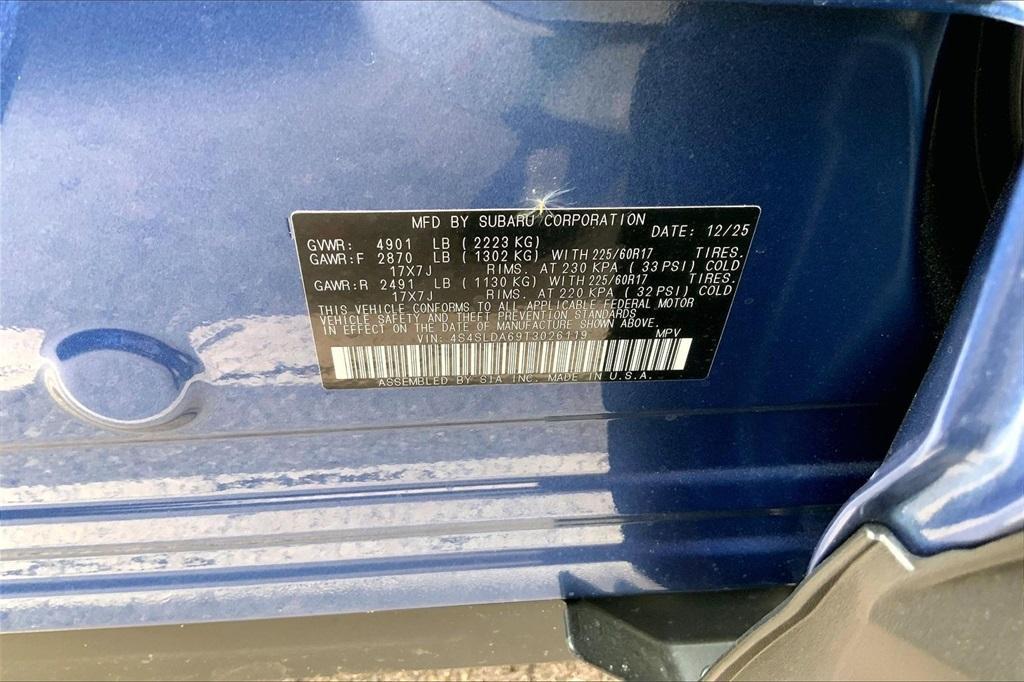 MFD BY SUBARU CORPORATION
DATE: 12/25
GVWR: 4901 LB ( 2223 KG)
GAWR:F 2870 LB ( 1302 KG) WITH 225/60R17 TIRES.
17X7J RIMS. AT 230 KPA ( 33 PSI) COLD
GAWR:R 2491 LB ( 1130 KG) WITH 225/60R17 TIRES.
17X7J RIMS. AT 220 KPA ( 32 PSI) COLD
THIS VEHICLE CONFORMS TO ALL APPLICABLE FEDERAL MOTOR
VEHICLE SAFETY AND THEFT PREVENTION STANDARDS
IN EFFECT ON THE DATE OF MANUFACTURE SHOWN ABOVE.
VIN: 4S4SLDA69T3026119 MPV
ASSEMBLED BY SIA INC. MADE IN U.S.A.